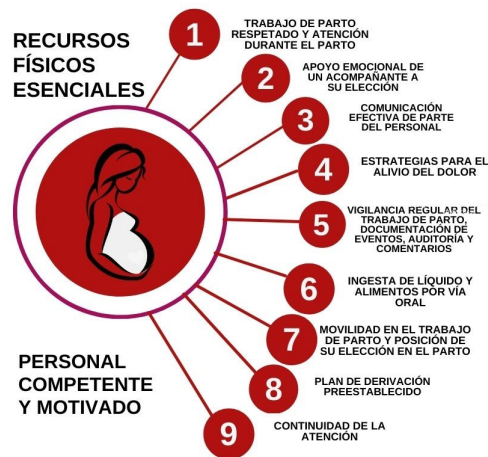 RECURSOS
FÍSICOS
ESENCIALES
1
TRABAJO DE PARTO
RESPETADO Y ATENCIÓN
DURANTE EL PARTO
2
APOYO EMOCIONAL DE
UN ACOMPAÑANTE A
SU ELECCIÓN
3
COMUNICACIÓN
EFECTIVA DE PARTE
DEL PERSONAL
4
ESTRATEGIAS PARA EL
ALIVIO DEL DOLOR
5
VIGILANCIA REGULAR DEL
TRABAJO DE PARTO,
DOCUMENTACIÓN DE
EVENTOS, AUDITORÍA Y
COMENTARIOS
6
INGESTA DE LÍQUIDO Y
ALIMENTOS POR VÍA
ORAL
7
MOVILIDAD EN EL TRABAJO
DE PARTO Y POSICIÓN DE
SU ELECCIÓN EN EL PARTO
8
PLAN DE DERIVACIÓN
PREESTABLECIDO
9
CONTINUIDAD DE LA
ATENCIÓN
PERSONAL
COMPETENTE
Y MOTIVADO